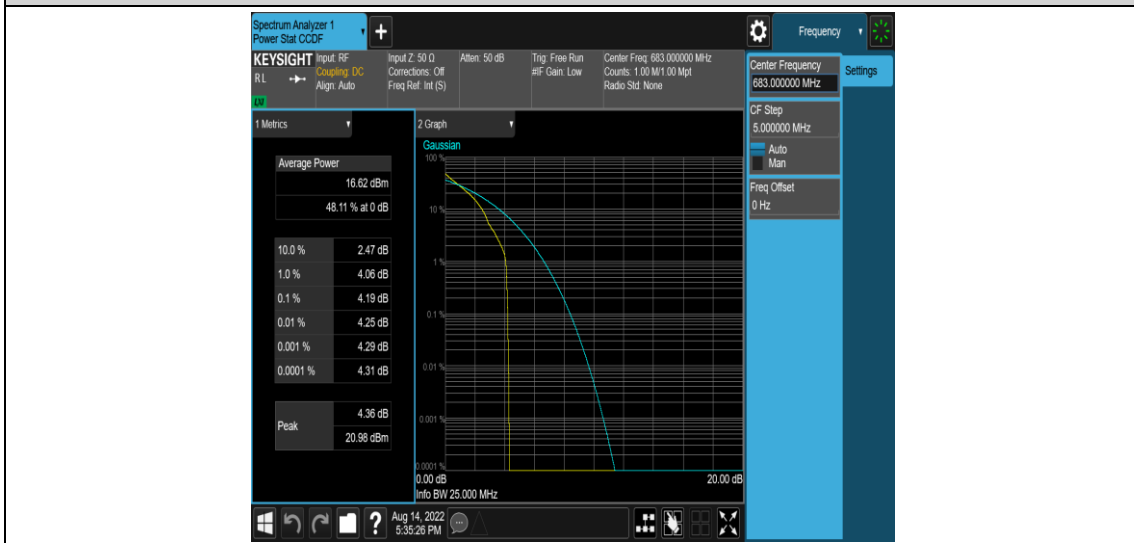 Spectrum Analyzer 1
Power Stat CCDF
Frequency
KEYSIGHT
RL
Input: RF
Coupling: DC
Align: Auto
Input Z: 50 Ω
Corrections: Off
Freq Ref: Int (S)
Atten: 50 dB
Trig: Free Run
#IF Gain: Low
Center Freq: 683.000000 MHz
Counts: 1.00 M/1.00 Mpt
Radio Std: None
Center Frequency
683.000000 MHz
Settings
CF Step
5.000000 MHz
Auto
Man
Freq Offset
0 Hz
1 Metrics
Average Power
16.62 dBm
48.11 % at 0 dB
10.0 % 2.47 dB
1.0 % 4.06 dB
0.1 % 4.19 dB
0.01 % 4.25 dB
0.001 % 4.29 dB
0.0001 % 4.31 dB
Peak
4.36 dB
20.98 dBm
2 Graph
Gaussian
100 %
10 %
1 %
0.1 %
0.01 %
0.001 %
0.0001 %
0.00 dB 20.00 dB
Info BW 25.000 MHz
?
Aug 14, 2022
5:35:26 PM